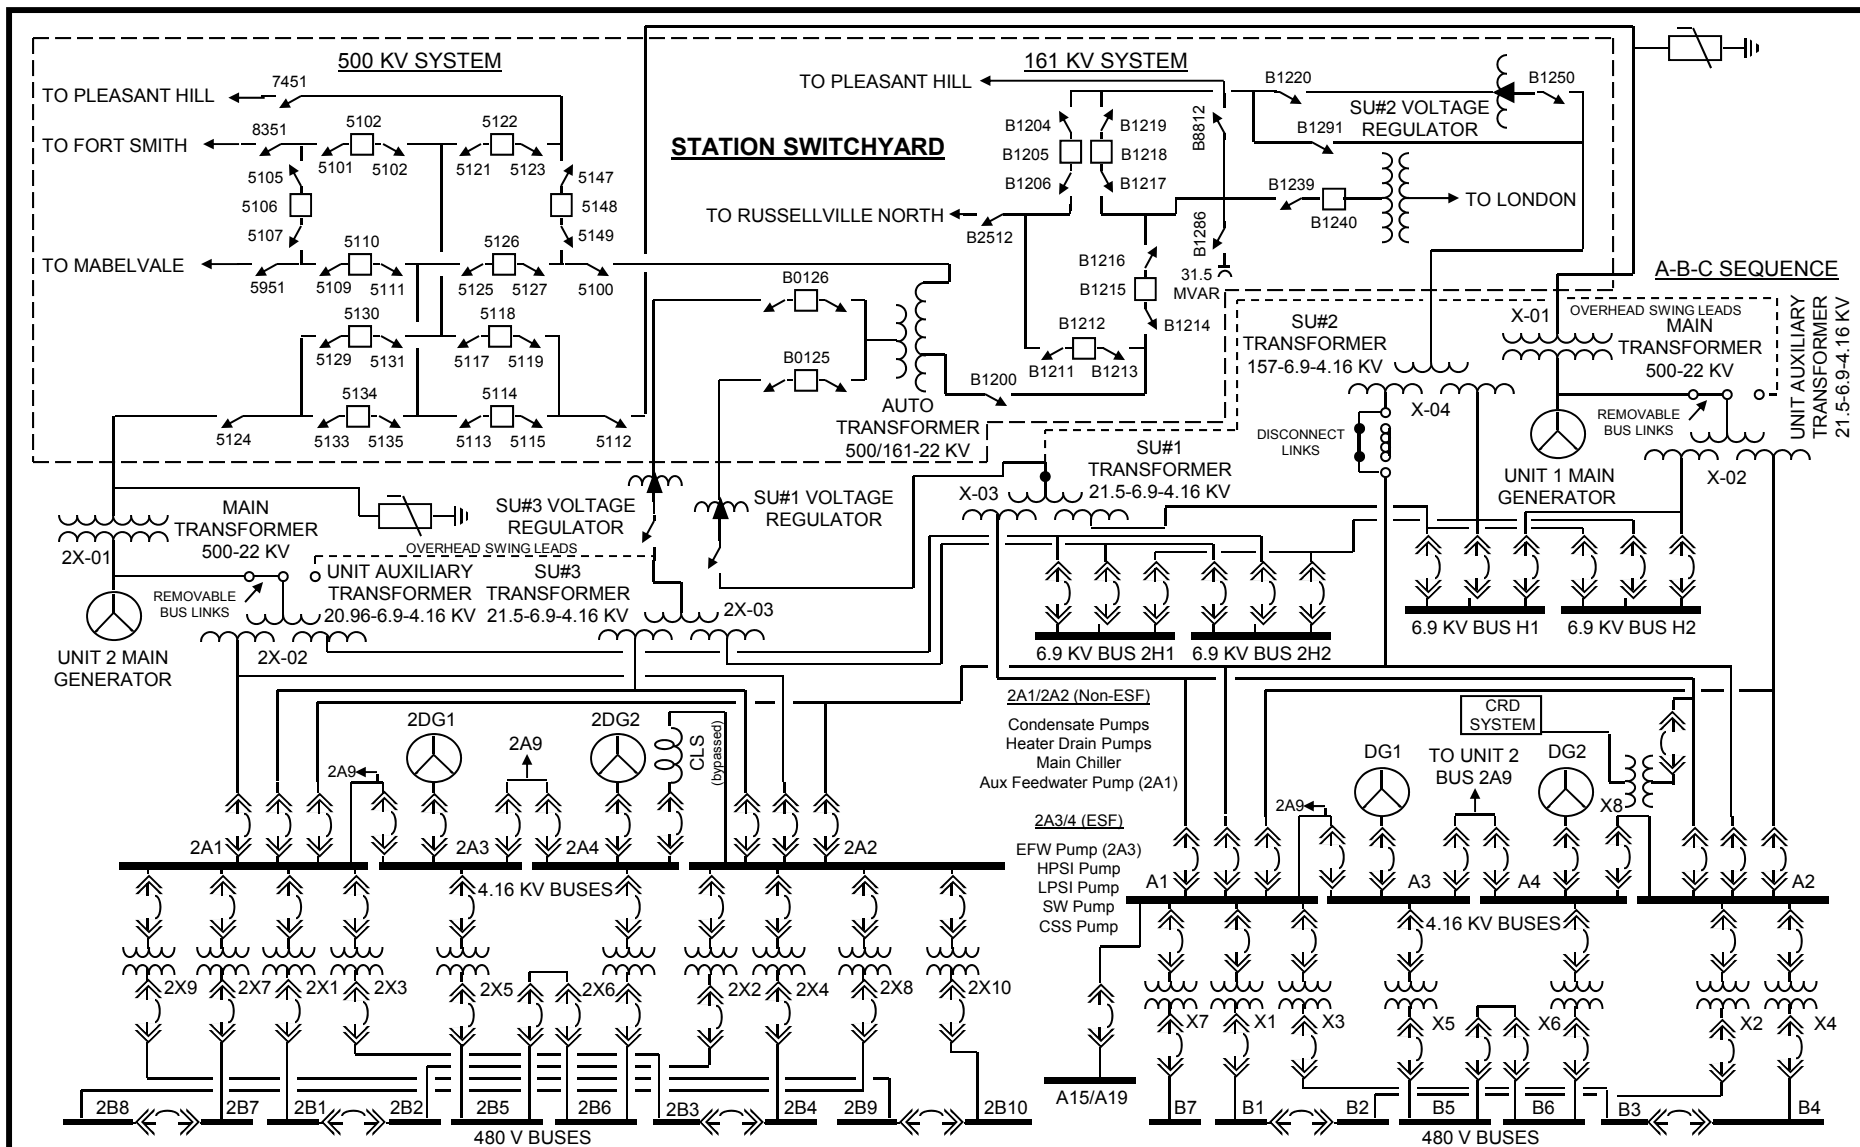 500 KV SYSTEM
161 KV SYSTEM
STATION SWITCHYARD
A-B-C SEQUENCE
TO PLEASANT HILL
7451
TO FORT SMITH
8351
5102
5122
5101
5102
5121
5123
5105
5147
5106
5148
5107
5149
TO MABELVALE
5110
5126
5951
5109
5111
5125
5127
5100
5130
5118
5129
5131
5117
5119
5134
5114
5124
5133
5135
5113
5115
5112
TO PLEASANT HILL
B1220
B1250
B1204
B1219
B8812
SU#2 VOLTAGE
REGULATOR
B1205
B1218
B1291
B1206
B1217
B1239
TO LONDON
B1240
TO RUSSELLVILLE NORTH
B2512
B1286
B1216
31.5
MVAR
B1215
B1214
B0126
B0125
B1212
B1211
B1213
B1200
AUTO
TRANSFORMER
500/161-22 KV
SU#2
TRANSFORMER
157-6.9-4.16 KV
X-04
DISCONNECT
LINKS
X-01
OVERHEAD SWING LEADS
MAIN
TRANSFORMER
500-22 KV
UNIT AUXILIARY
TRANSFORMER
21.5-6.9-4.16 KV
REMOVABLE
BUS LINKS
UNIT 1 MAIN
GENERATOR
X-02
SU#1
TRANSFORMER
21.5-6.9-4.16 KV
X-03
SU#3 VOLTAGE
REGULATOR
SU#1 VOLTAGE
REGULATOR
MAIN
TRANSFORMER
500-22 KV
2X-01
OVERHEAD SWING LEADS
UNIT AUXILIARY
TRANSFORMER
20.96-6.9-4.16 KV
SU#3
TRANSFORMER
21.5-6.9-4.16 KV
2X-03
REMOVABLE
BUS LINKS
2X-02
UNIT 2 MAIN
GENERATOR
6.9 KV BUS 2H1
6.9 KV BUS 2H2
6.9 KV BUS H1
6.9 KV BUS H2
2A1/2A2 (Non-ESF)
Condensate Pumps
Heater Drain Pumps
Main Chiller
Aux Feedwater Pump (2A1)
2A3/4 (ESF)
EFW Pump (2A3)
HPSI Pump
LPSI Pump
SW Pump
CSS Pump
2DG1
2DG2
2A9
2A9
CLS
(bypassed)
2A1
2A3
2A4
2A2
4.16 KV BUSES
CRD
SYSTEM
DG1
TO UNIT 2
BUS 2A9
DG2
X8
2A9
A1
A3
A4
A2
4.16 KV BUSES
2X9
2X7
2X1
2X3
2X5
2X6
2X2
2X4
2X8
2X10
X7
X1
X3
X5
X6
X2
X4
A15/A19
2B8
2B7
2B1
2B2
2B5
2B6
2B3
2B4
2B9
2B10
480 V BUSES
B7
B1
B2
B5
B6
B3
B4
480 V BUSES